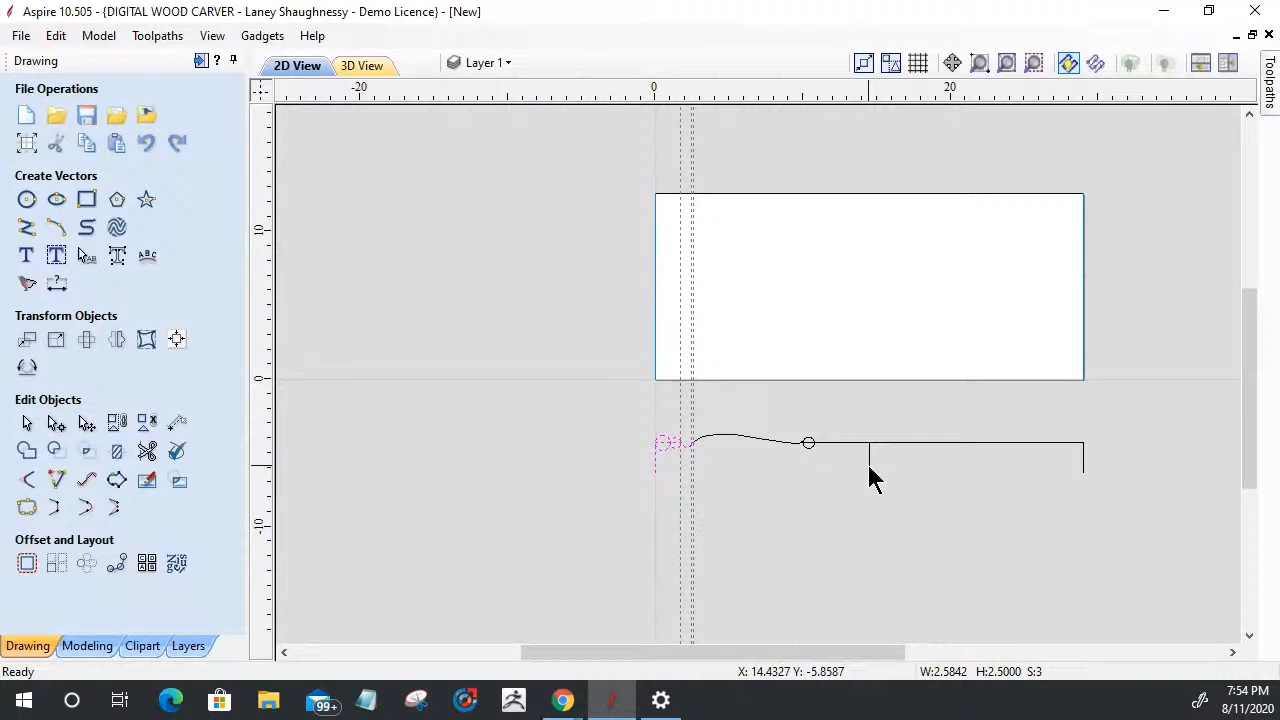 Aspire 10.505 - {DIGITAL WOOD CARVER - Laney Shaughnessy - Demo Licence} - [New]
File Edit Model Toolpaths View Gadgets Help
Drawing
2D View 3D View Layer 1
Toolpaths
File Operations
-20 0 20
Create Vectors
10
0
-10
Transform Objects
Edit Objects
Offset and Layout
Drawing Modeling Clipart Layers
Ready X: 14.4327 Y: -5.8587 W:2.5842 H:2.5000 S:3
99+
7:54 PM
8/11/2020